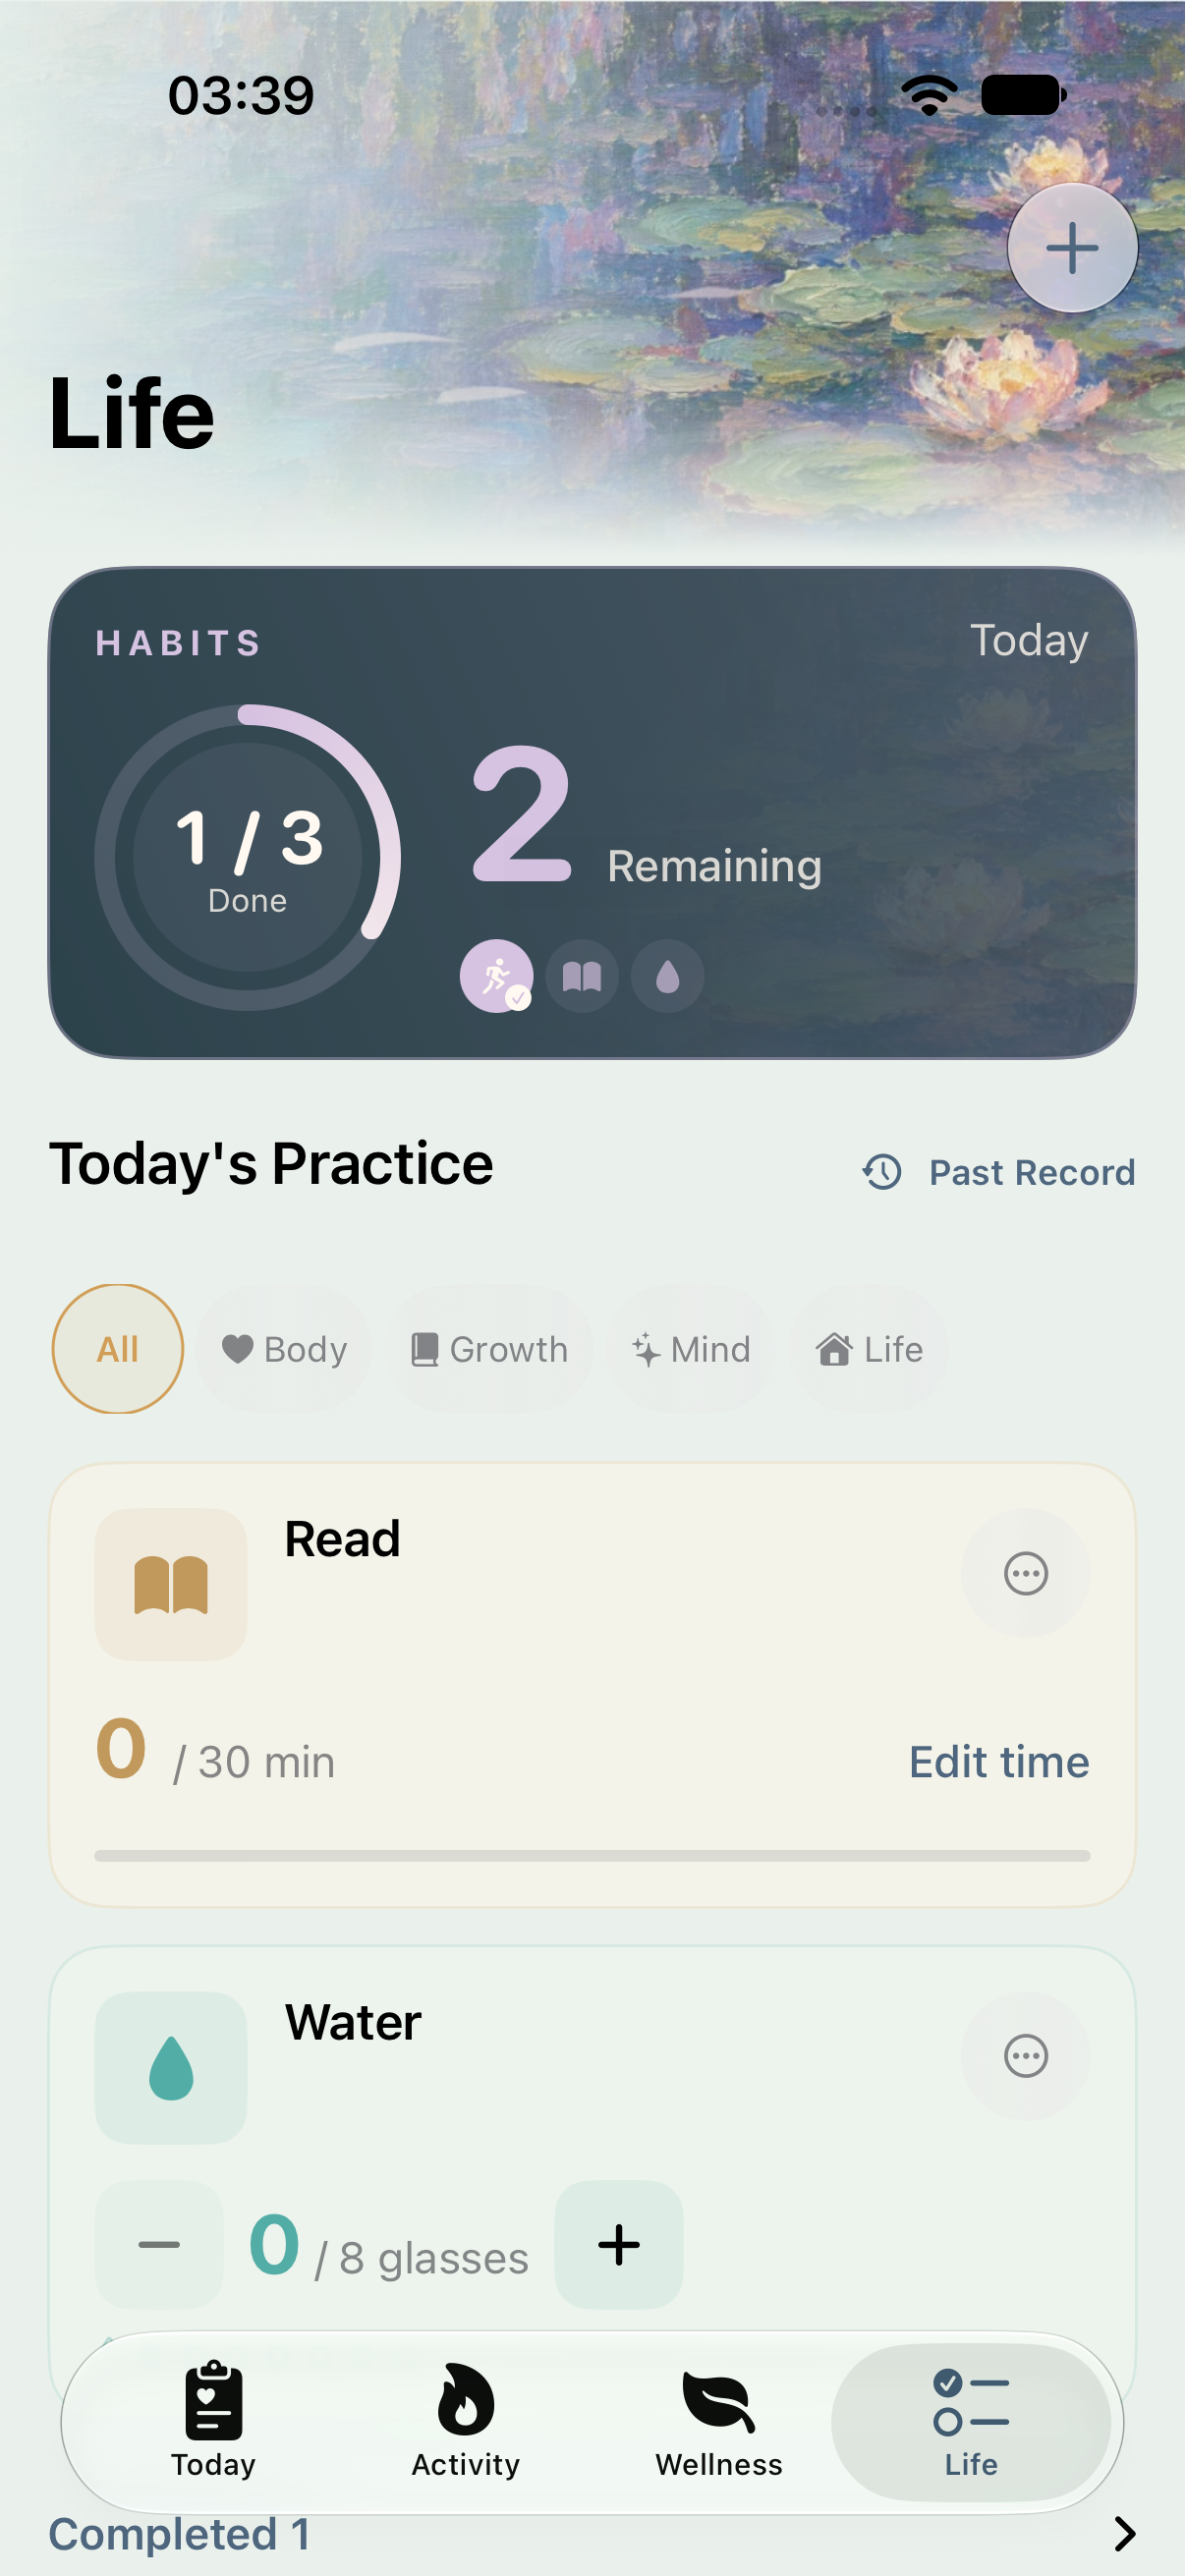 03:39
Life
HABITS
Today
1 / 3
Done
2 Remaining
Today's Practice
Past Record
All
Body
Growth
Mind
Life
Read
0 / 30 min
Edit time
Water
0 / 8 glasses
Today
Activity
Wellness
Life
Completed 1